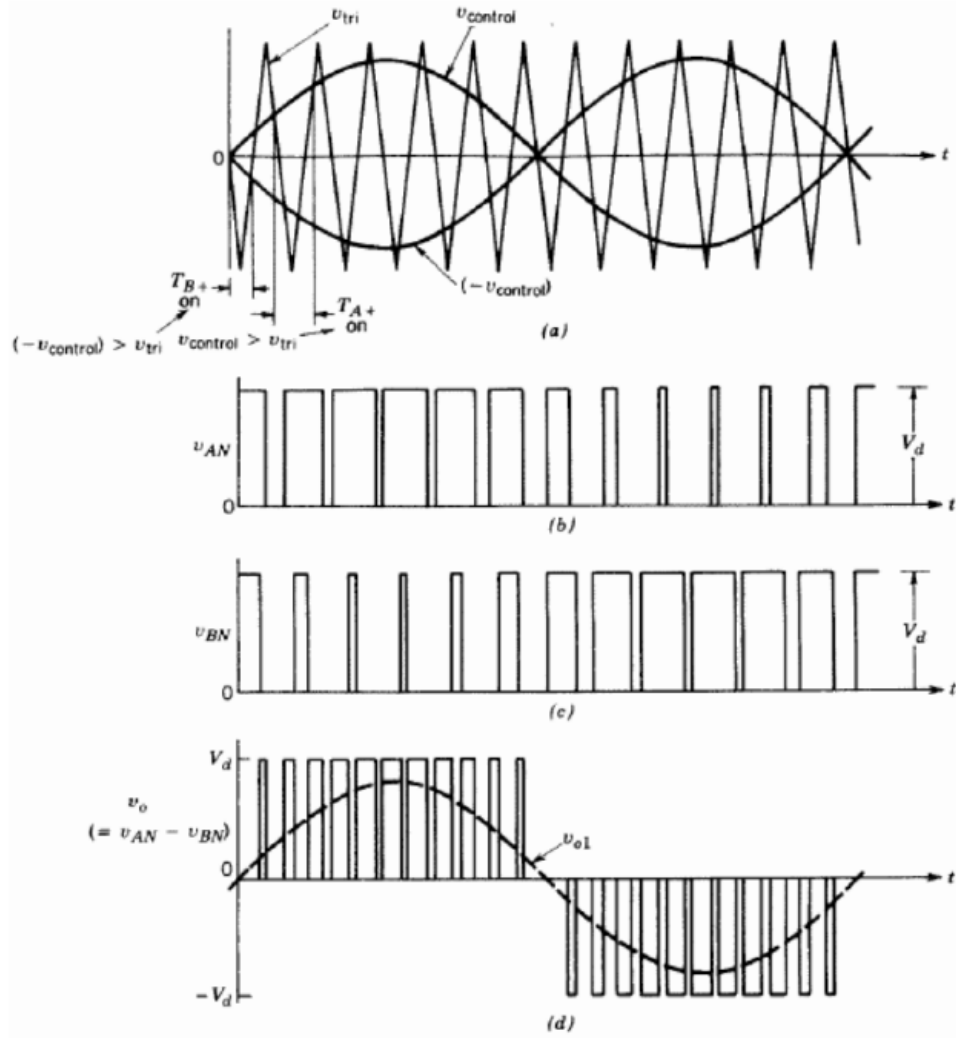 v_tri
v_control
0
t
(−v_control)
T_B+
on
T_A+
on
(−v_control) > v_tri
v_control > v_tri
(a)
v_AN
V_d
0
t
(b)
v_BN
V_d
0
t
(c)
V_d
v_o
(= v_AN − v_BN)
v_o1
0
t
−V_d
(d)